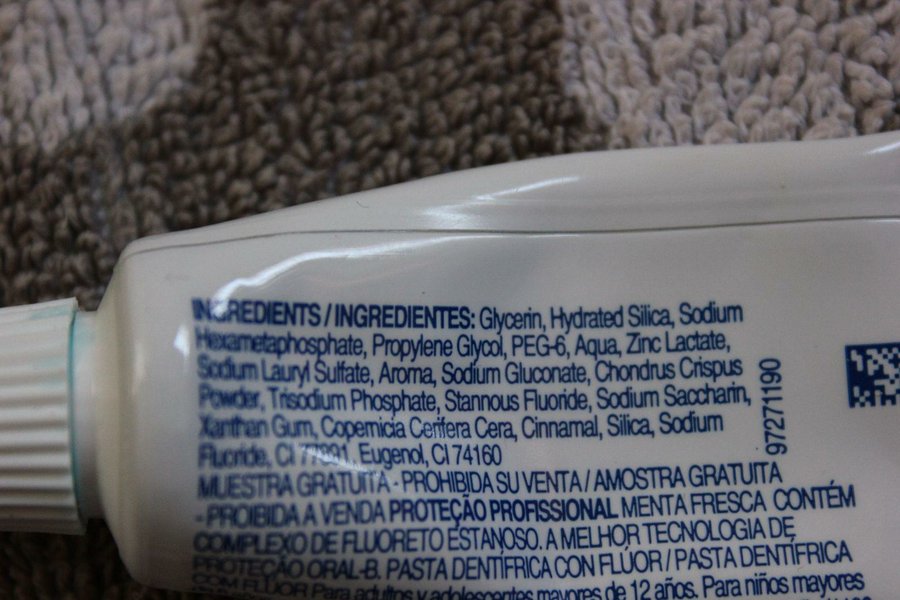 INGREDIENTS / INGREDIENTES: Glycerin, Hydrated Silica, Sodium
Hexametaphosphate, Propylene Glycol, PEG-6, Aqua, Zinc Lactate,
Sodium Lauryl Sulfate, Aroma, Sodium Gluconate, Chondrus Crispus
Powder, Trisodium Phosphate, Stannous Fluoride, Sodium Saccharin,
Xanthan Gum, Copernicia Cerifera Cera, Cinnamal, Silica, Sodium
Fluoride, CI 77891, Eugenol, CI 74160
MUESTRA GRATUITA - PROHIBIDA SU VENTA / AMOSTRA GRATUITA
- PROIBIDA A VENDA PROTEÇÃO PROFISSIONAL MENTA FRESCA CONTÉM
COMPLEXO DE FLUORETO ESTANOSO. A MELHOR TECNOLOGIA DE
PROTEÇÃO ORAL-B. PASTA DENTÍFRICA CON FLÚOR / PASTA DENTÍFRICA
COM FLÚOR Para adultos y adolescentes mayores de 12 años. Para niños mayores
97271190